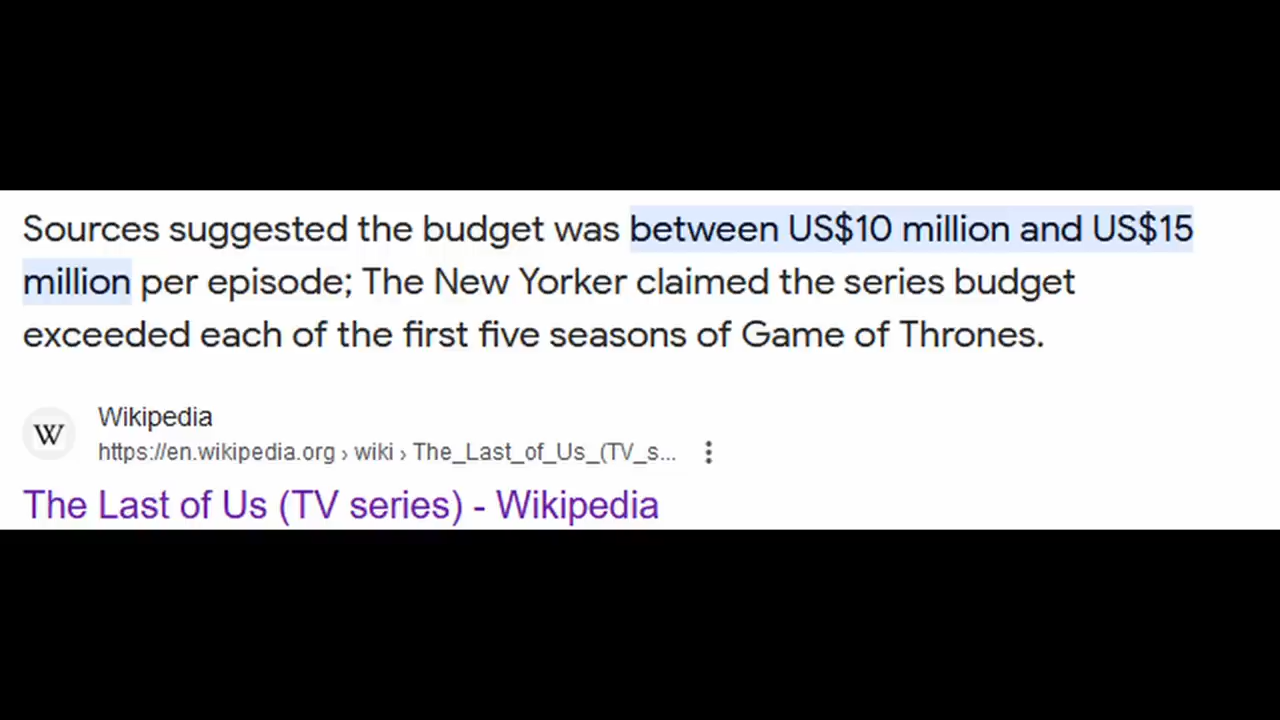 Sources suggested the budget was between US$10 million and US$15
million per episode; The New Yorker claimed the series budget
exceeded each of the first five seasons of Game of Thrones.
W
Wikipedia
https://en.wikipedia.org › wiki › The_Last_of_Us_(TV_s...
The Last of Us (TV series) - Wikipedia